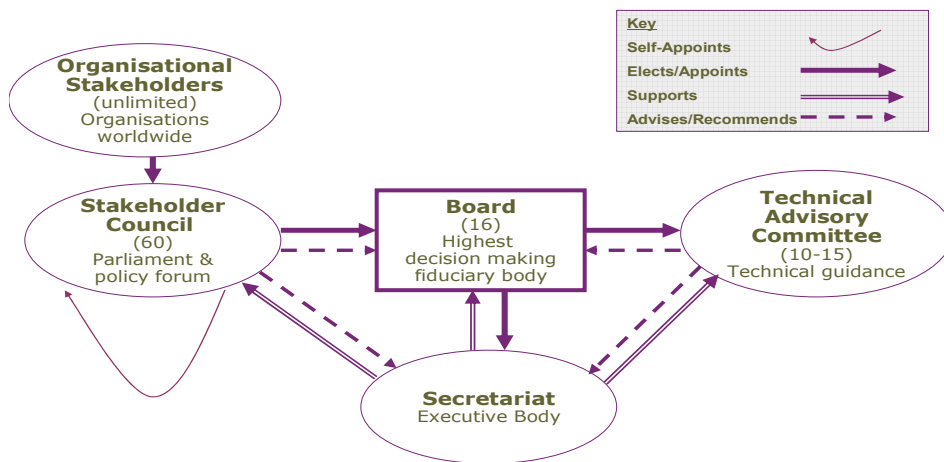 Key
Self-Appoints
Elects/Appoints
Supports
Advises/Recommends
Organisational
Stakeholders
(unlimited)
Organisations
worldwide
Stakeholder
Council
(60)
Parliament &
policy forum
Board
(16)
Highest
decision making
fiduciary body
Technical
Advisory
Committee
(10-15)
Technical guidance
Secretariat
Executive Body